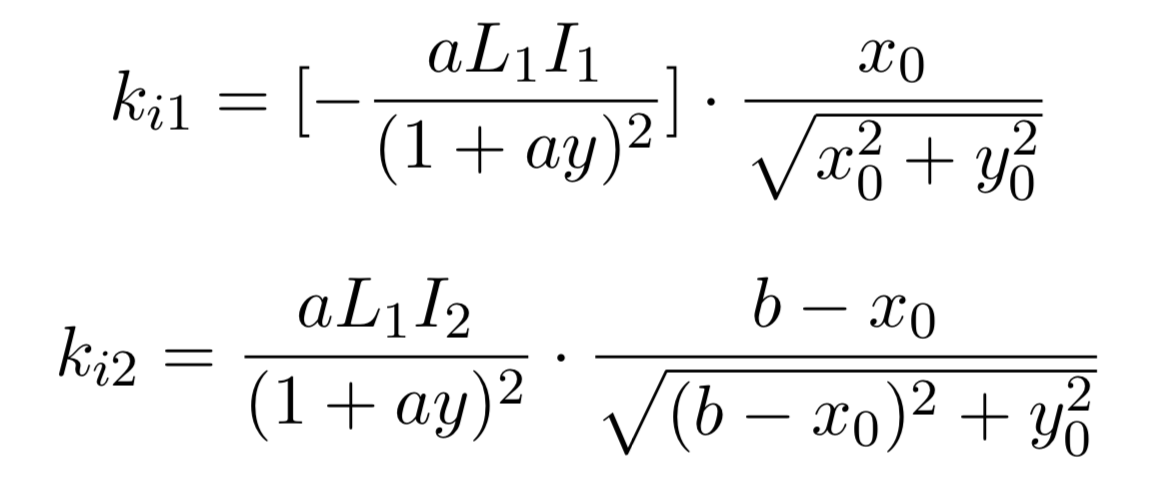 k_{i1} = [-\frac{aL_1I_1}{(1+ay)^2}] \cdot \frac{x_0}{\sqrt{x_0^2+y_0^2}}
k_{i2} = \frac{aL_1I_2}{(1+ay)^2} \cdot \frac{b-x_0}{\sqrt{(b-x_0)^2+y_0^2}}